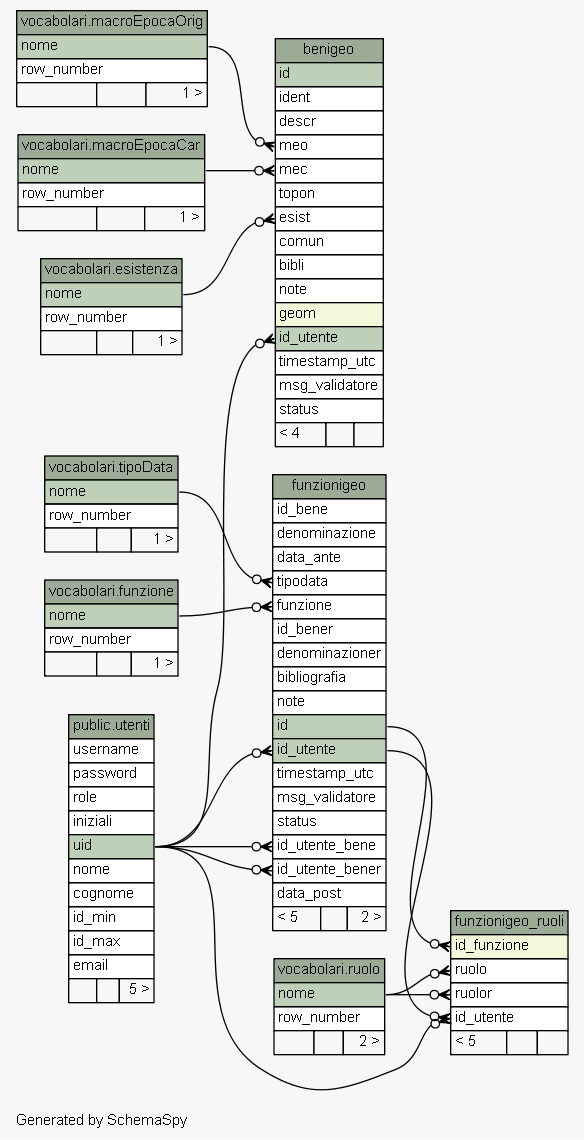 vocabolari.macroEpocaOrig
nome
row_number
1 >
vocabolari.macroEpocaCar
nome
row_number
1 >
vocabolari.esistenza
nome
row_number
1 >
benigeo
id
ident
descr
meo
mec
topon
esist
comun
bibli
note
geom
id_utente
timestamp_utc
msg_validatore
status
< 4
vocabolari.tipoData
nome
row_number
1 >
vocabolari.funzione
nome
row_number
1 >
public.utenti
username
password
role
iniziali
uid
nome
cognome
id_min
id_max
email
5 >
funzionigeo
id_bene
denominazione
data_ante
tipodata
funzione
id_bener
denominazioner
bibliografia
note
id
id_utente
timestamp_utc
msg_validatore
status
id_utente_bene
id_utente_bener
data_post
< 5 2 >
vocabolari.ruolo
nome
row_number
2 >
funzionigeo_ruoli
id_funzione
ruolo
ruolor
id_utente
< 5
Generated by SchemaSpy